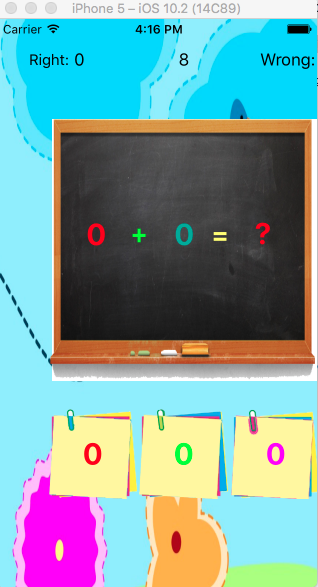 iPhone 5 – iOS 10.2 (14C89)
Carrier 4:16 PM
Right: 0 8 Wrong:
0 + 0 = ?
0 0 0